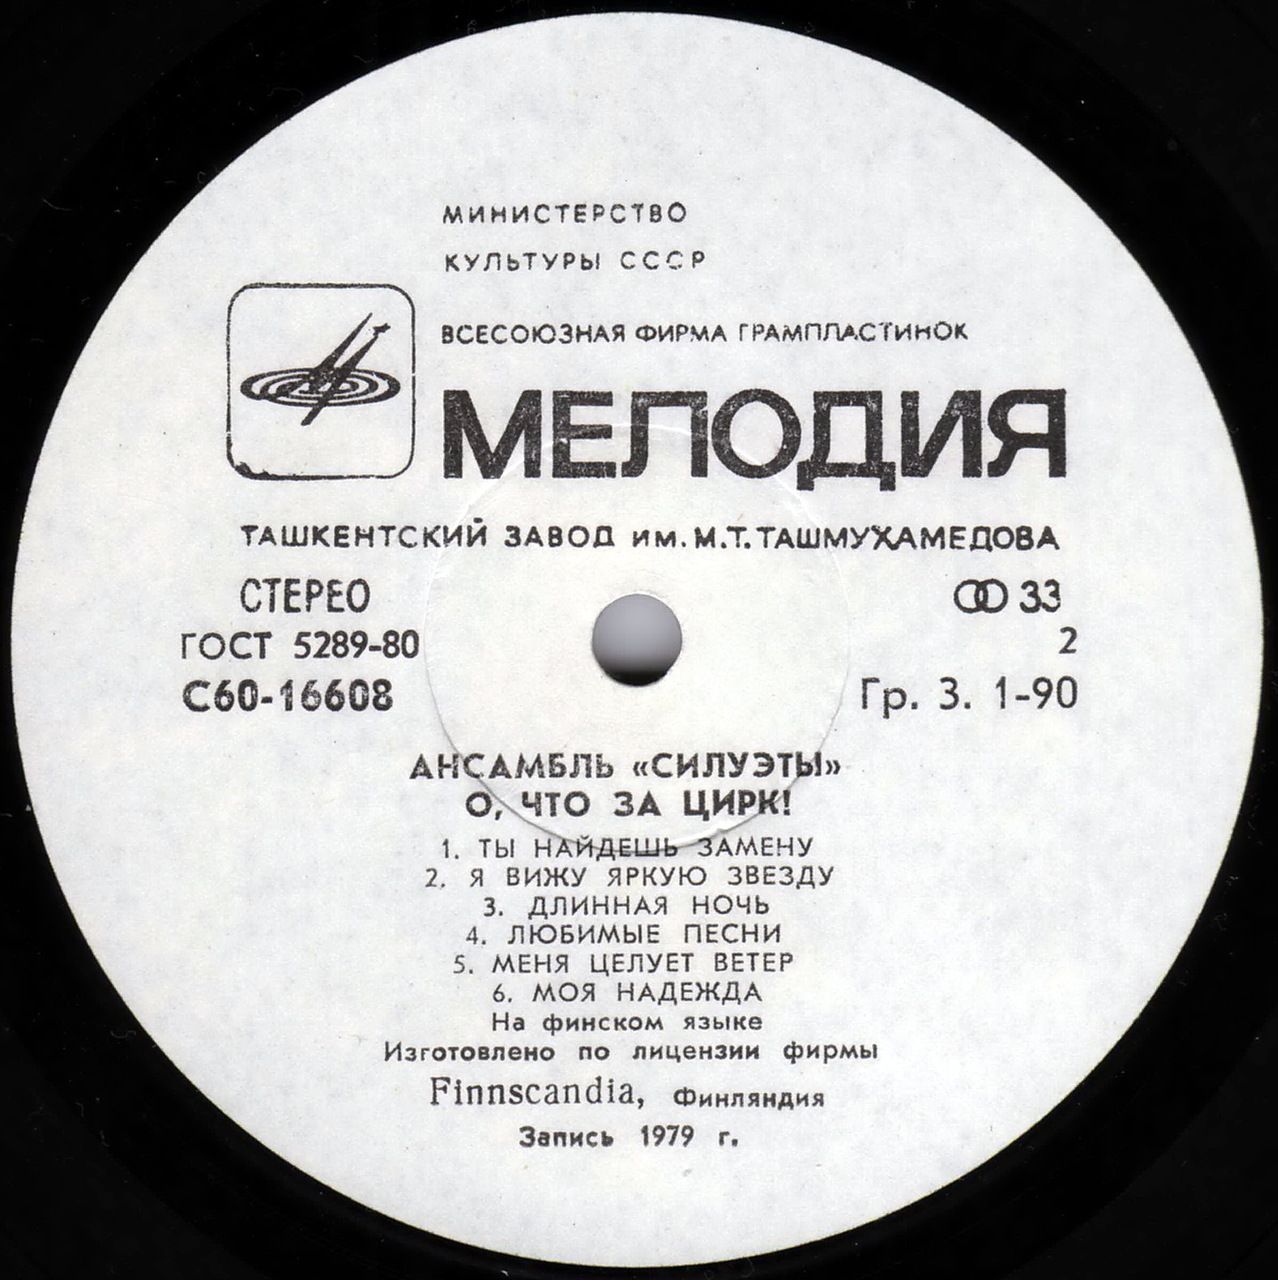 МИНИСТЕРСТВО
КУЛЬТУРЫ СССР
ВСЕСОЮЗНАЯ ФИРМА ГРАМПЛАСТИНОК
МЕЛОДИЯ
ТАШКЕНТСКИЙ ЗАВОД им. М.Т. ТАШМУХАМЕДОВА
СТЕРЕО 33
ГОСТ 5289-80 2
С60-16608 Гр. 3. 1-90
АНСАМБЛЬ «СИЛУЭТЫ»
О, ЧТО ЗА ЦИРК!
1. ТЫ НАЙДЕШЬ ЗАМЕНУ
2. Я ВИЖУ ЯРКУЮ ЗВЕЗДУ
3. ДЛИННАЯ НОЧЬ
4. ЛЮБИМЫЕ ПЕСНИ
5. МЕНЯ ЦЕЛУЕТ ВЕТЕР
6. МОЯ НАДЕЖДА
На финском языке
Изготовлено по лицензии фирмы
Finnscandia, Финляндия
Запись 1979 г.